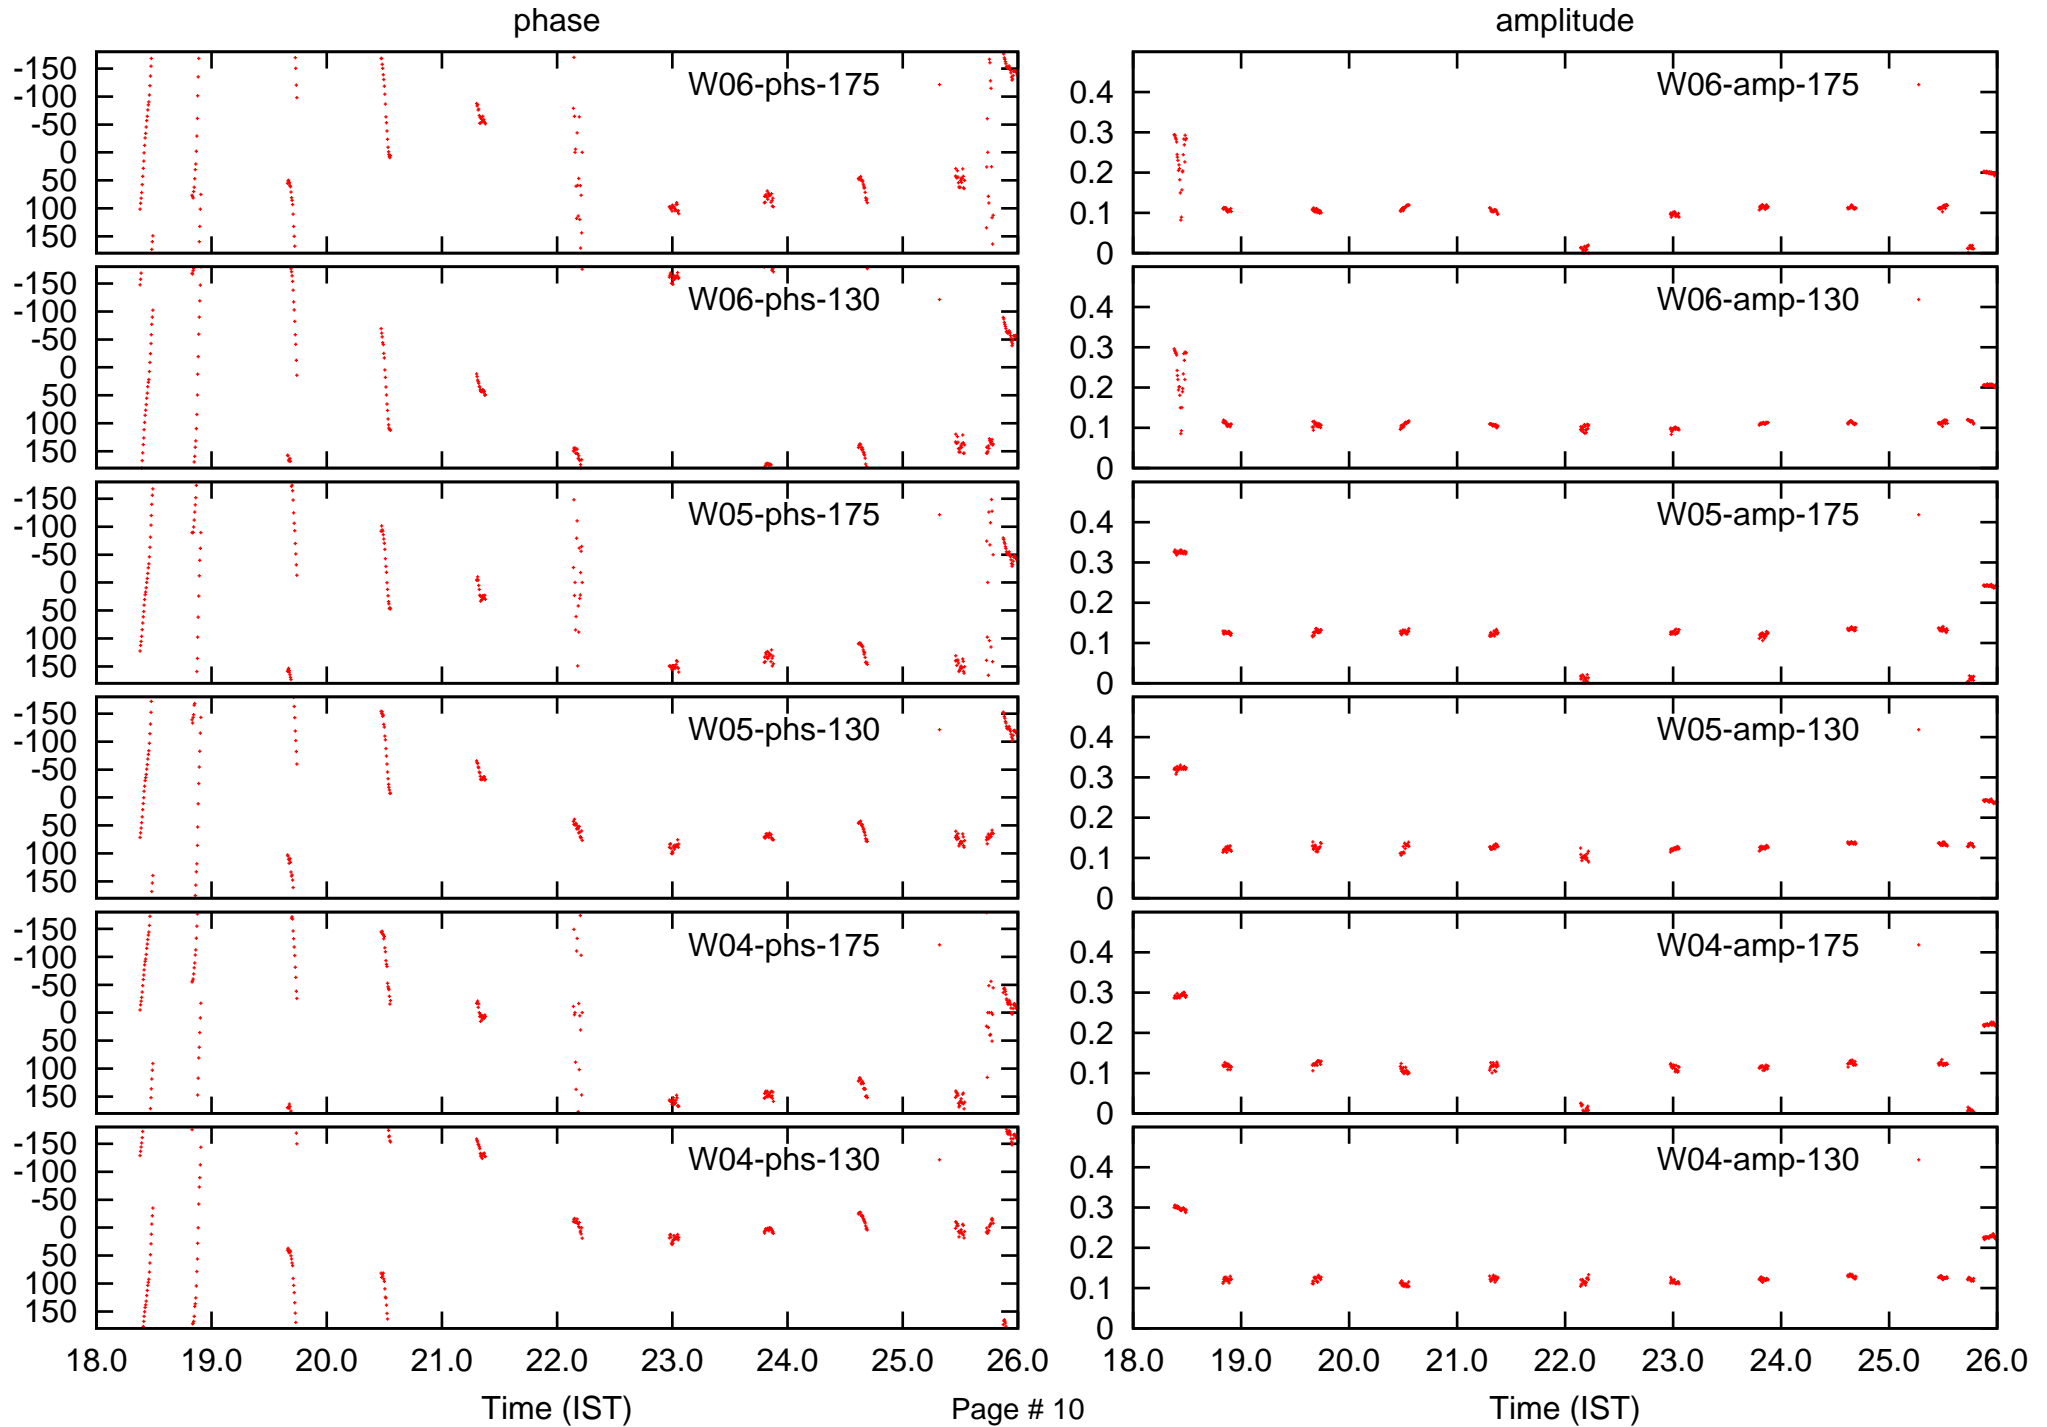 phase amplitude
-150 -100 -50 0 50 100 150 W06-phs-175 0.4 0.3 0.2 0.1 0 W06-amp-175
-150 -100 -50 0 50 100 150 W06-phs-130 0.4 0.3 0.2 0.1 0 W06-amp-130
-150 -100 -50 0 50 100 150 W05-phs-175 0.4 0.3 0.2 0.1 0 W05-amp-175
-150 -100 -50 0 50 100 150 W05-phs-130 0.4 0.3 0.2 0.1 0 W05-amp-130
-150 -100 -50 0 50 100 150 W04-phs-175 0.4 0.3 0.2 0.1 0 W04-amp-175
-150 -100 -50 0 50 100 150 W04-phs-130 0.4 0.3 0.2 0.1 0 W04-amp-130
18.0 19.0 20.0 21.0 22.0 23.0 24.0 25.0 26.0 18.0 19.0 20.0 21.0 22.0 23.0 24.0 25.0 26.0
Time (IST) Page # 10 Time (IST)